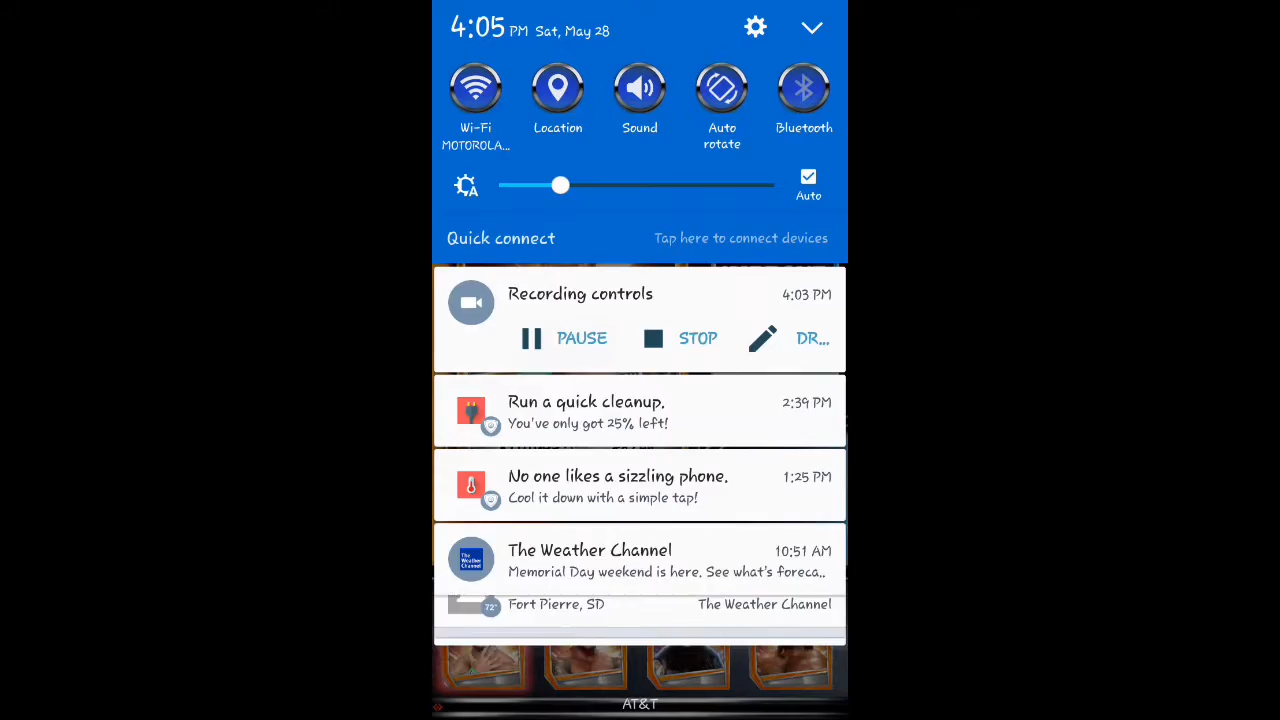 4:05 PM Sat, May 28
Wi-Fi
MOTOROLA...
Location
Sound
Auto
rotate
Bluetooth
A
Auto
Quick connect
Tap here to connect devices
Recording controls
4:03 PM
PAUSE
STOP
DR...
Run a quick cleanup.
2:39 PM
You've only got 25% left!
No one likes a sizzling phone.
1:25 PM
Cool it down with a simple tap!
The
Weather
Channel
The Weather Channel
10:51 AM
Memorial Day weekend is here. See what's foreca..
72°
Fort Pierre, SD
The Weather Channel
AT&T